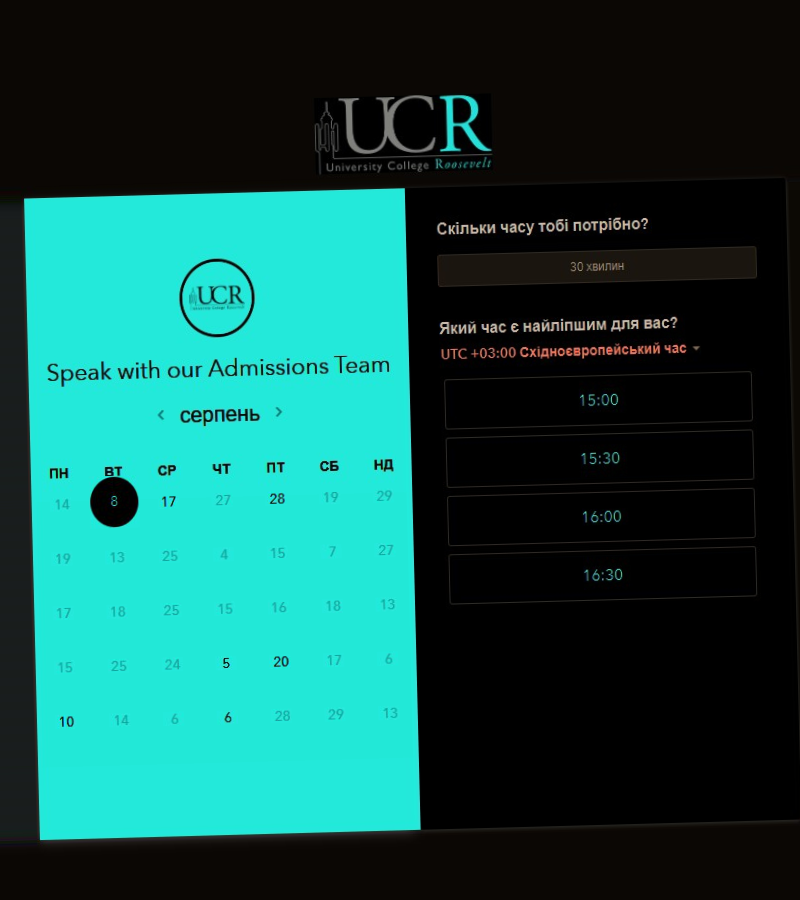 UCR
University College Roosevelt
UCR
University College Roosevelt
Speak with our Admissions Team
серпень
ПН ВТ СР ЧТ ПТ СБ НД
14 8 17 27 28 19 29
19 13 25 4 15 7 27
17 18 25 15 16 18 13
15 25 24 5 20 17 6
10 14 6 6 28 29 13
Скільки часу тобі потрібно?
30 хвилин
Який час є найліпшим для вас?
UTC +03:00 Східноєвропейський час
15:00
15:30
16:00
16:30